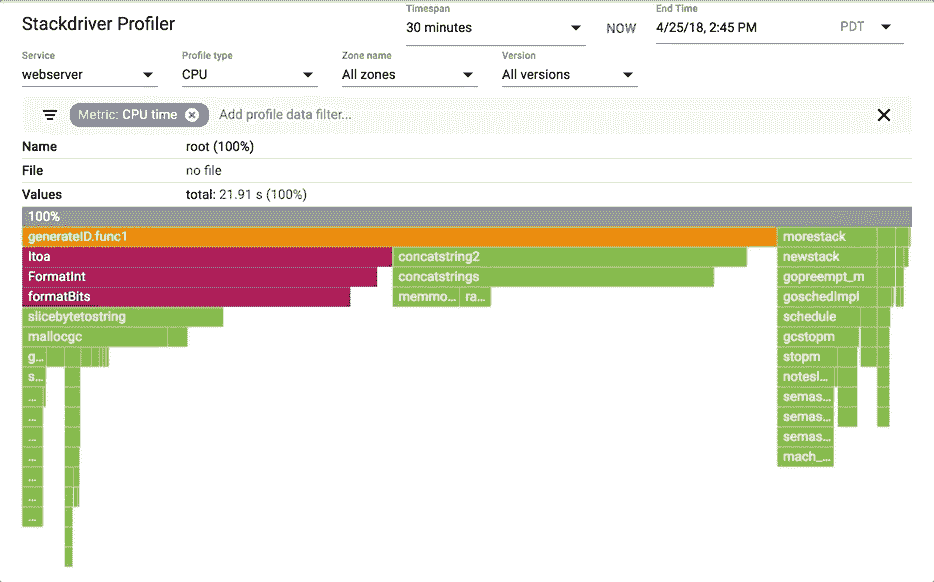 Stackdriver Profiler
Timespan
30 minutes
NOW
End Time
4/25/18, 2:45 PM PDT
Service
webserver
Profile type
CPU
Zone name
All zones
Version
All versions
Metric: CPU time
Add profile data filter...
Name root (100%)
File no file
Values total: 21.91 s (100%)
100%
generateID.func1 morestack
Itoa concatstring2 newstack
FormatInt concatstrings gopreempt_m
formatBits memmo... ra... goschedImpl
slicebytetostring schedule
mallocgc gcstopm
g... stopm
s... notesl...
... semas...
... semas...
... semas...
... mach_...
...
...
...